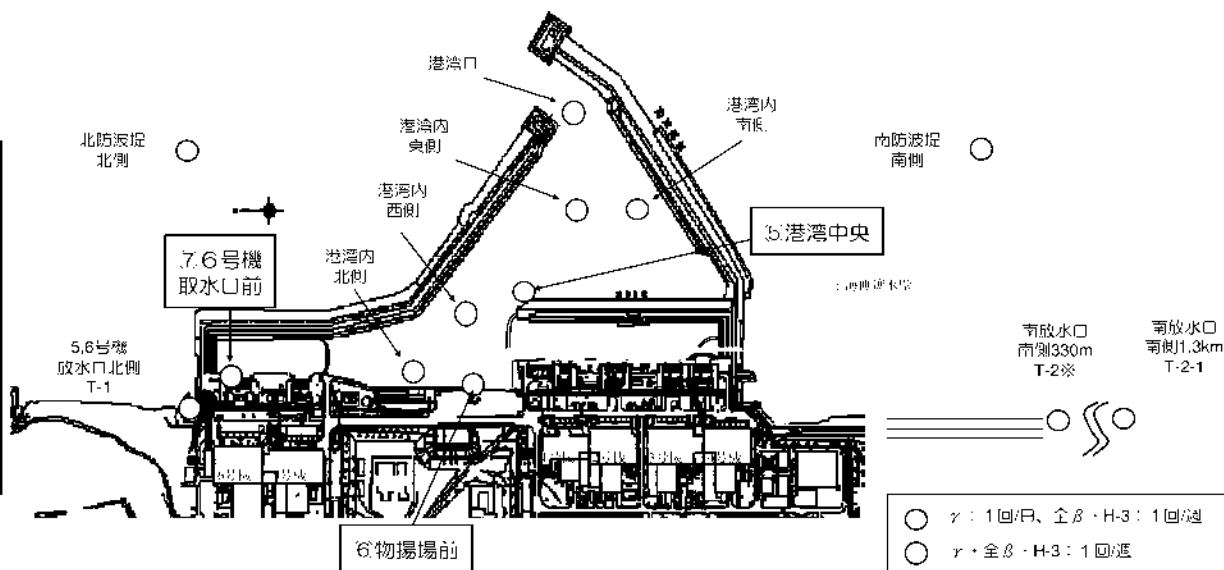 港湾口
港湾内
南側
港湾内
東側
北防波堤
北側
南防波堤
南側
港湾内
西側
⑤港湾中央
⑦6号機
取水口前
港湾内
北側
5,6号機
放水口北側
T-1
南放水口
南側330m
T-2※
南放水口
南側1.3km
T-2-1
⑥物揚場前
γ：1回/日、全β・H-3：1回/週
γ・全β・H-3：1回/週